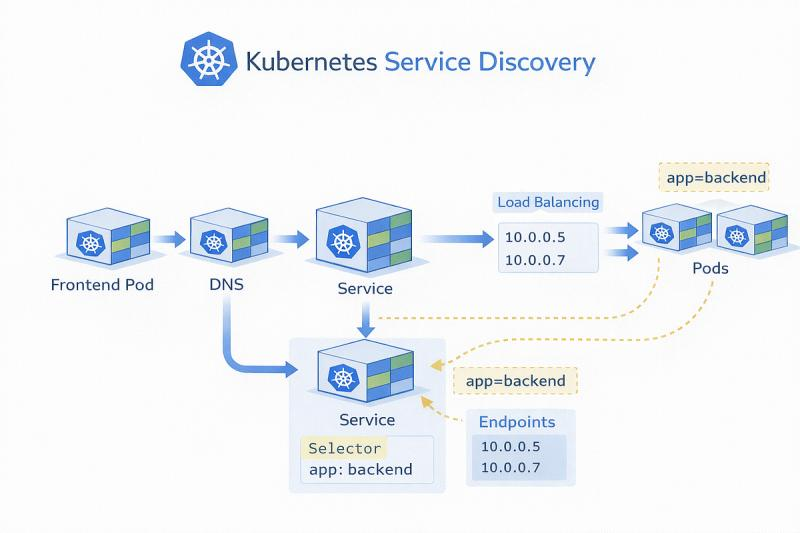 Kubernetes Service Discovery
app=backend
Load Balancing
10.0.0.5
10.0.0.7
Frontend Pod
DNS
Service
Pods
Service
Selector
app: backend
app=backend
Endpoints
10.0.0.5
10.0.0.7